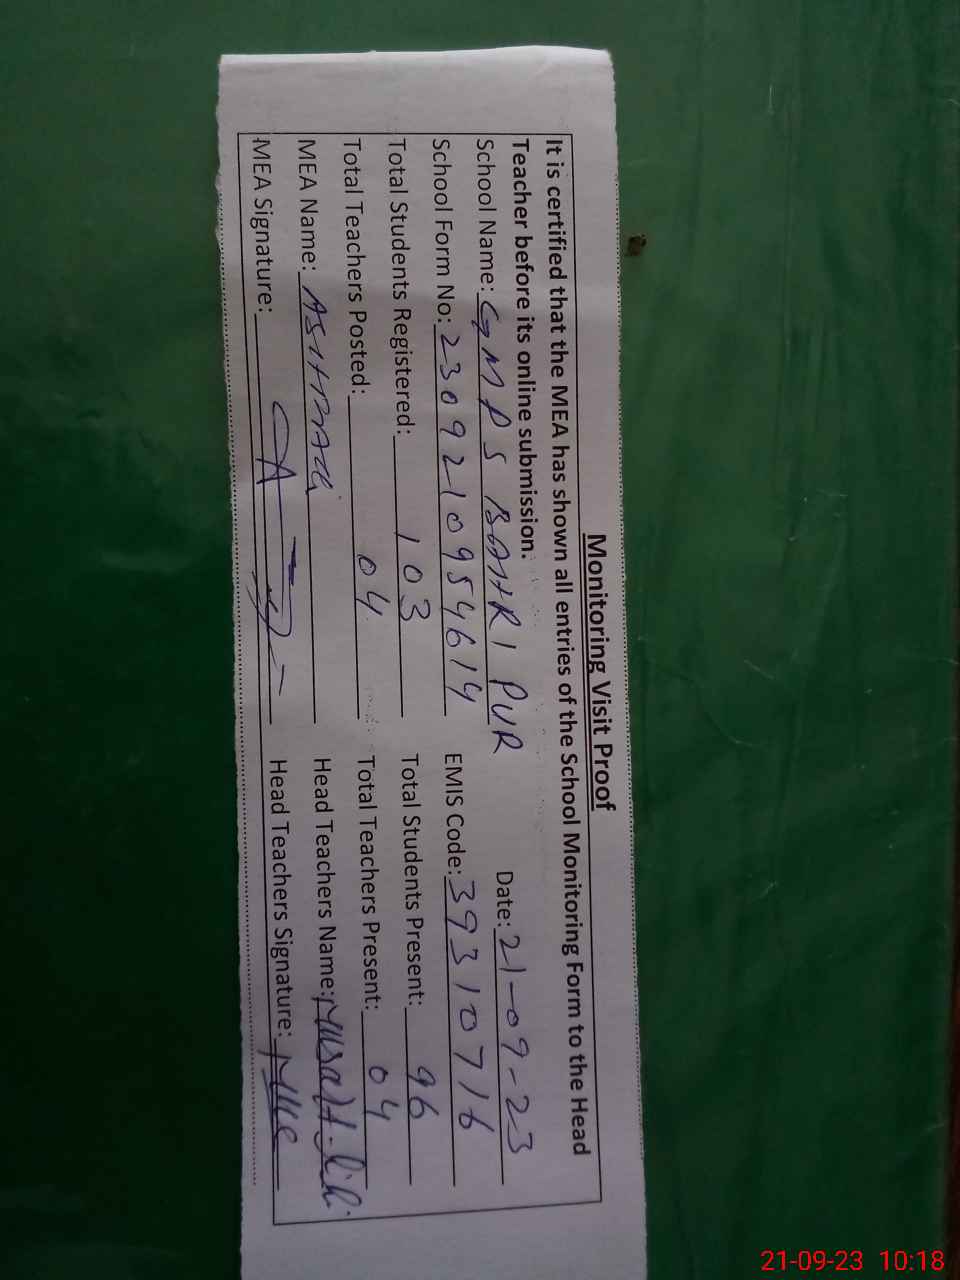 Monitoring Visit Proof
It is certified that the MEA has shown all entries of the School Monitoring Form to the Head
Teacher before its online submission. Date: 21-09-23
School Name: GMPS BAHRI PUR
School Form No: 2309210954614 EMIS Code: 39310716
Total Students Registered: 103 Total Students Present: 96
Total Teachers Posted: 04 Total Teachers Present: 04
MEA Name: Head Teachers Name:
MEA Signature: Head Teachers Signature:
21-09-23 10:18